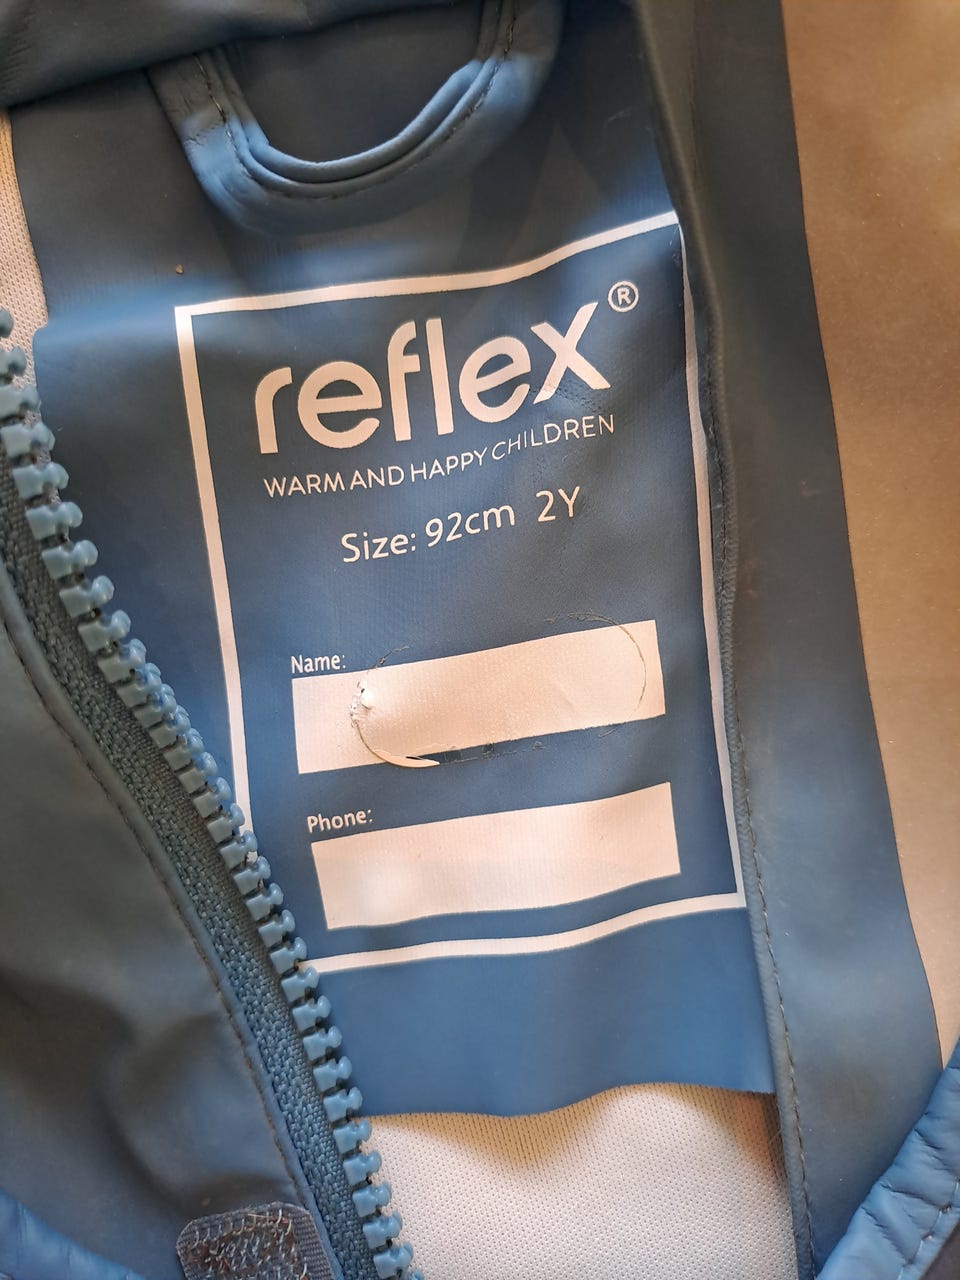 reflex®
WARM AND HAPPY CHILDREN
Size: 92cm 2Y
Name:
Phone: